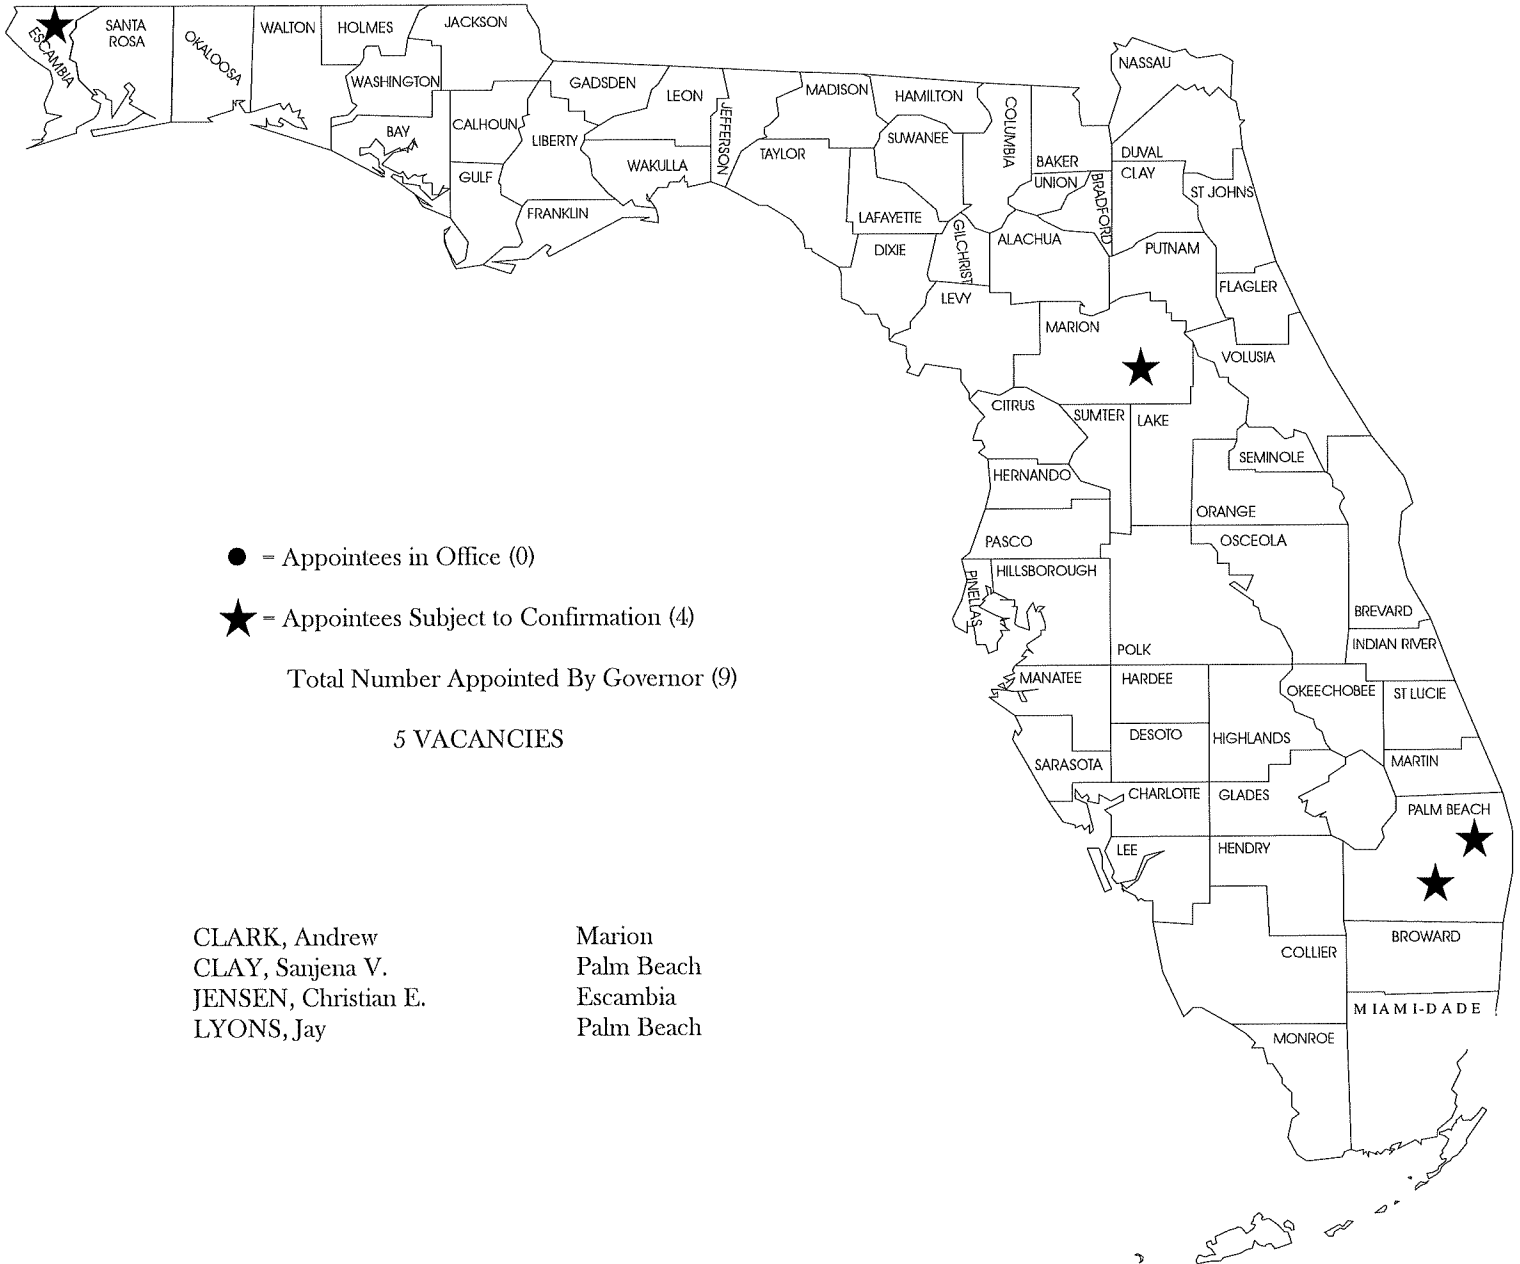 ESCAMBIA
SANTA
ROSA
OKALOOSA
WALTON
HOLMES
JACKSON
WASHINGTON
BAY
CALHOUN
GULF
LIBERTY
GADSDEN
FRANKLIN
LEON
WAKULLA
JEFFERSON
MADISON
TAYLOR
HAMILTON
SUWANEE
LAFAYETTE
DIXIE
COLUMBIA
GILCHRIST
LEVY
BAKER
UNION
BRADFORD
ALACHUA
NASSAU
DUVAL
CLAY
ST JOHNS
PUTNAM
FLAGLER
MARION
VOLUSIA
CITRUS
SUMTER
LAKE
SEMINOLE
HERNANDO
ORANGE
PASCO
OSCEOLA
HILLSBOROUGH
PINELLAS
BREVARD
POLK
INDIAN RIVER
MANATEE
HARDEE
OKEECHOBEE
ST LUCIE
DESOTO
HIGHLANDS
SARASOTA
MARTIN
CHARLOTTE
GLADES
PALM BEACH
LEE
HENDRY
BROWARD
COLLIER
MIAMI-DADE
MONROE
= Appointees in Office (0)
= Appointees Subject to Confirmation (4)
Total Number Appointed By Governor (9)
5 VACANCIES
CLARK, Andrew Marion
CLAY, Sanjena V. Palm Beach
JENSEN, Christian E. Escambia
LYONS, Jay Palm Beach